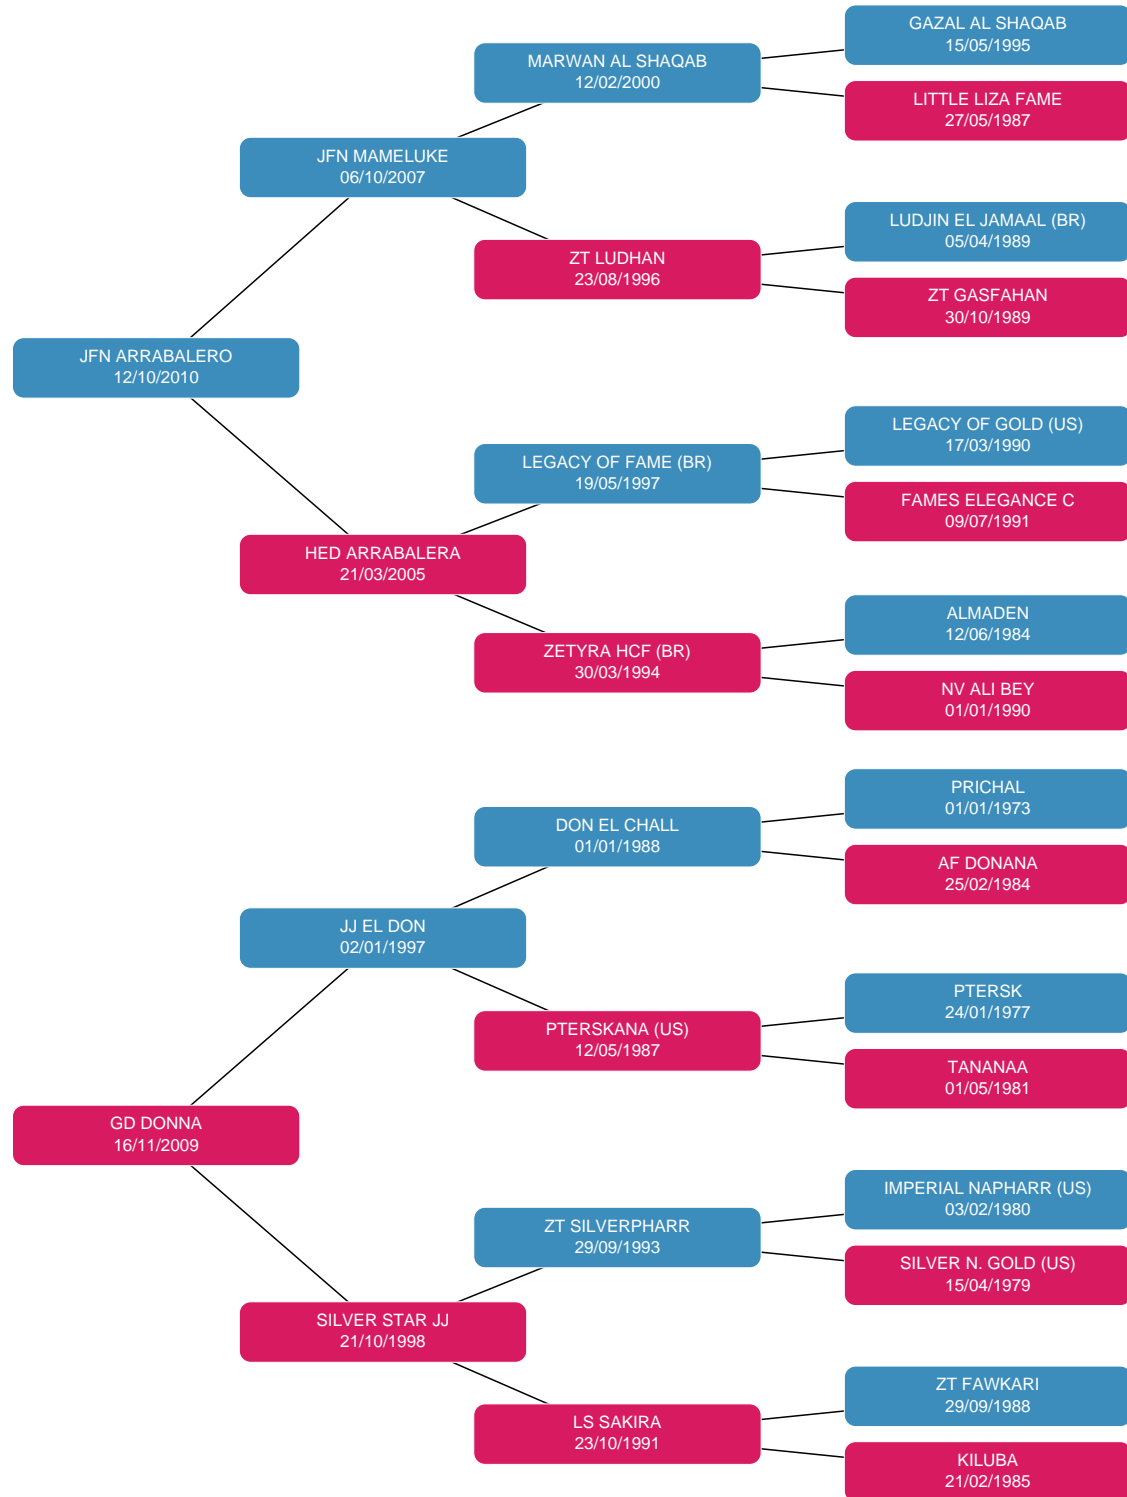 GAZAL AL SHAQAB
15/05/1995
MARWAN AL SHAQAB
12/02/2000
LITTLE LIZA FAME
27/05/1987
JFN MAMELUKE
06/10/2007
LUDJIN EL JAMAAL (BR)
05/04/1989
ZT LUDHAN
23/08/1996
ZT GASFAHAN
30/10/1989
JFN ARRABALERO
12/10/2010
LEGACY OF GOLD (US)
17/03/1990
LEGACY OF FAME (BR)
19/05/1997
FAMES ELEGANCE C
09/07/1991
HED ARRABALERA
21/03/2005
ALMADEN
12/06/1984
ZETYRA HCF (BR)
30/03/1994
NV ALI BEY
01/01/1990
PRICHAL
01/01/1973
DON EL CHALL
01/01/1988
AF DONANA
25/02/1984
JJ EL DON
02/01/1997
PTERSK
24/01/1977
PTERSKANA (US)
12/05/1987
TANANAA
01/05/1981
GD DONNA
16/11/2009
IMPERIAL NAPHARR (US)
03/02/1980
ZT SILVERPHARR
29/09/1993
SILVER N. GOLD (US)
15/04/1979
SILVER STAR JJ
21/10/1998
ZT FAWKARI
29/09/1988
LS SAKIRA
23/10/1991
KILUBA
21/02/1985